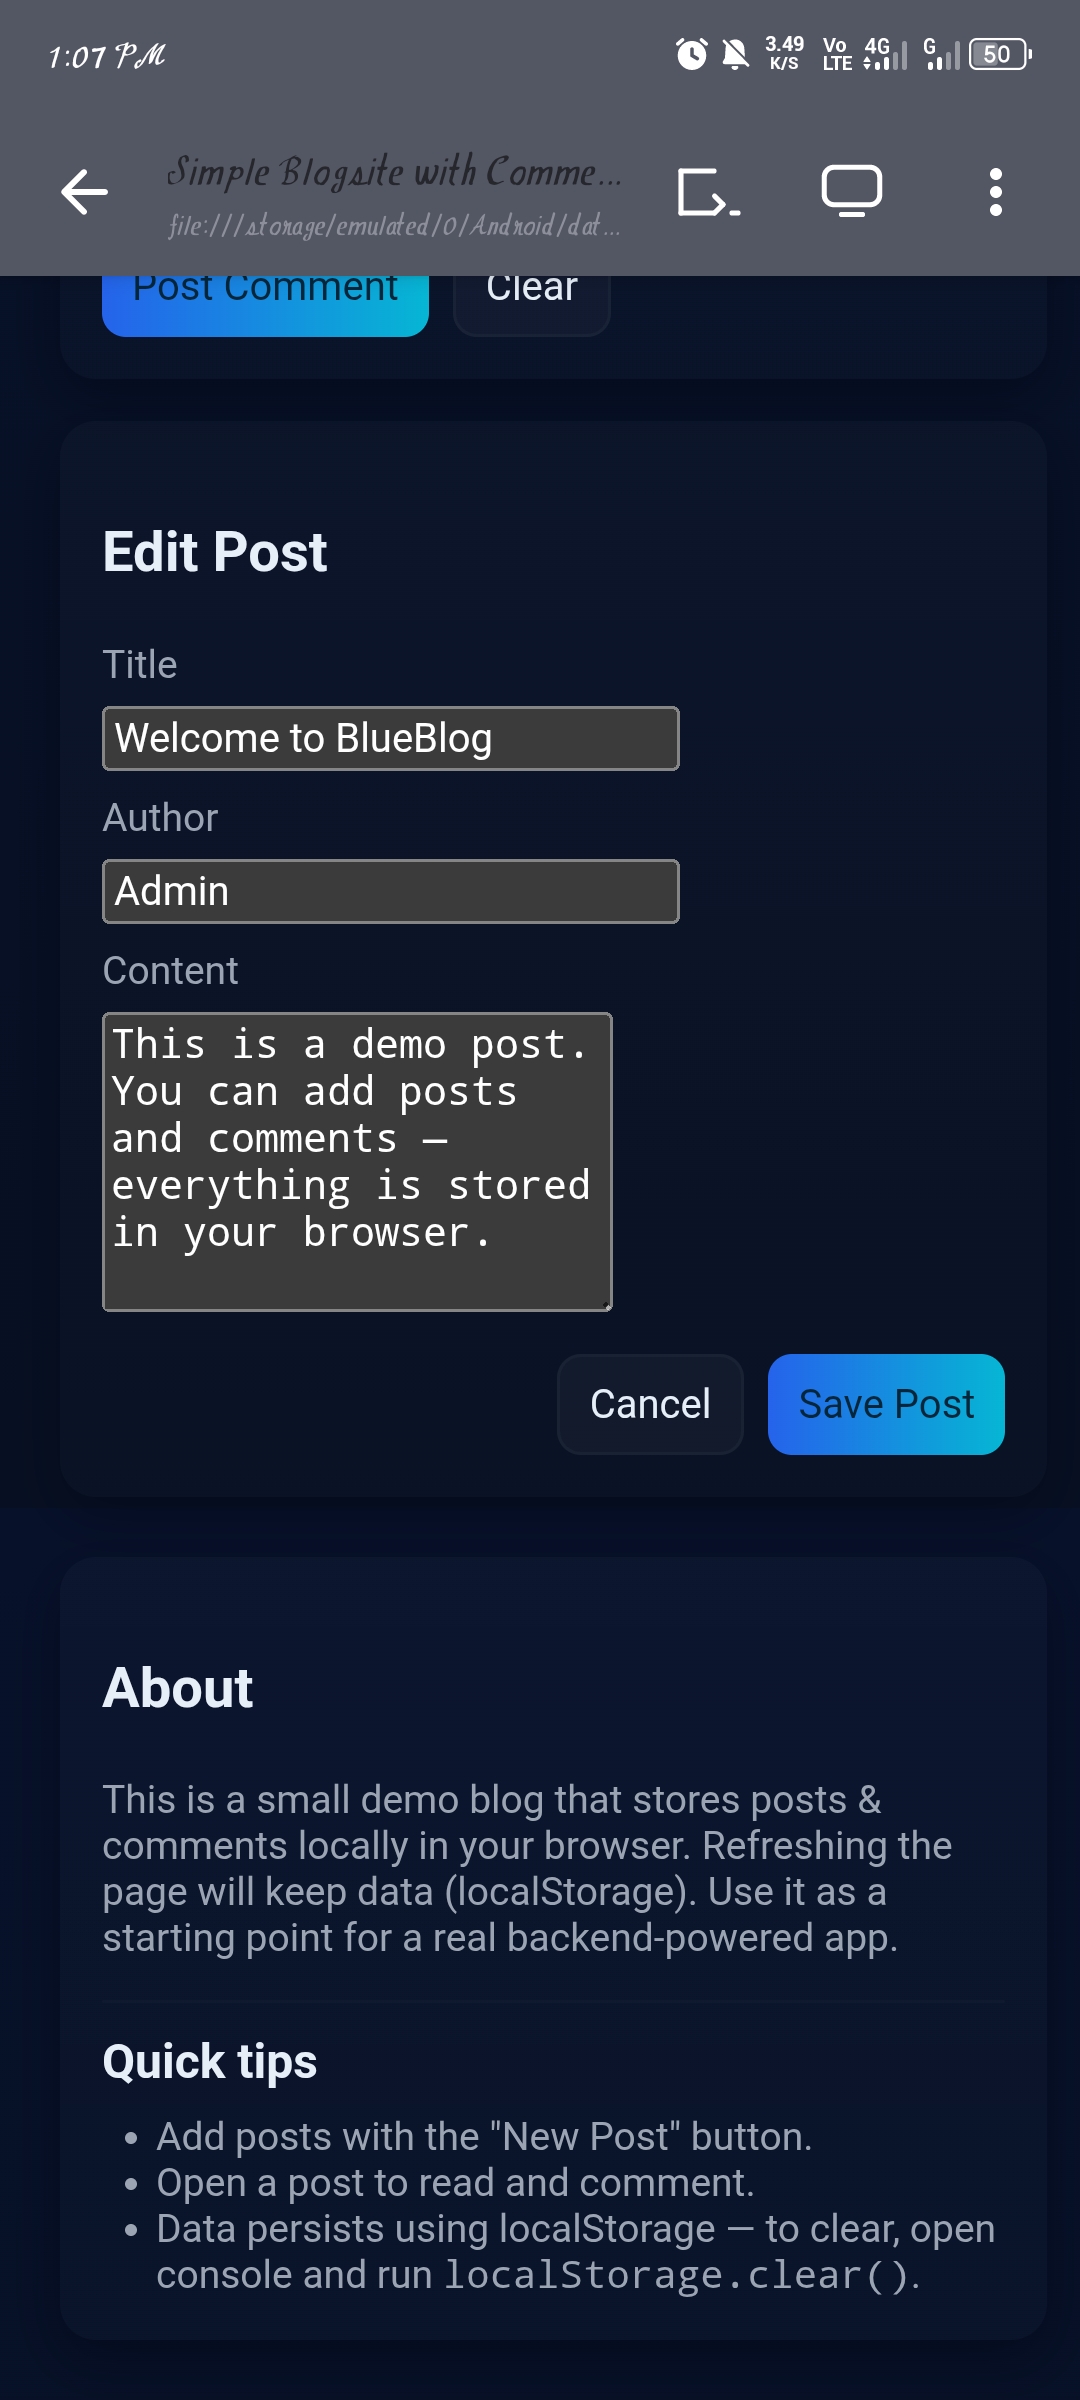 1:07 PM
3.49 K/S
Vo LTE
4G
G
50
Simple Blogsite with Comme...
file:///storage/emulated/0/Android/dat...
Post Comment
Clear
Edit Post
Title
Welcome to BlueBlog
Author
Admin
Content
This is a demo post.
You can add posts
and comments —
everything is stored
in your browser.
Cancel
Save Post
About
This is a small demo blog that stores posts &
comments locally in your browser. Refreshing the
page will keep data (localStorage). Use it as a
starting point for a real backend-powered app.
Quick tips
• Add posts with the "New Post" button.
• Open a post to read and comment.
• Data persists using localStorage — to clear, open
console and run localStorage.clear().